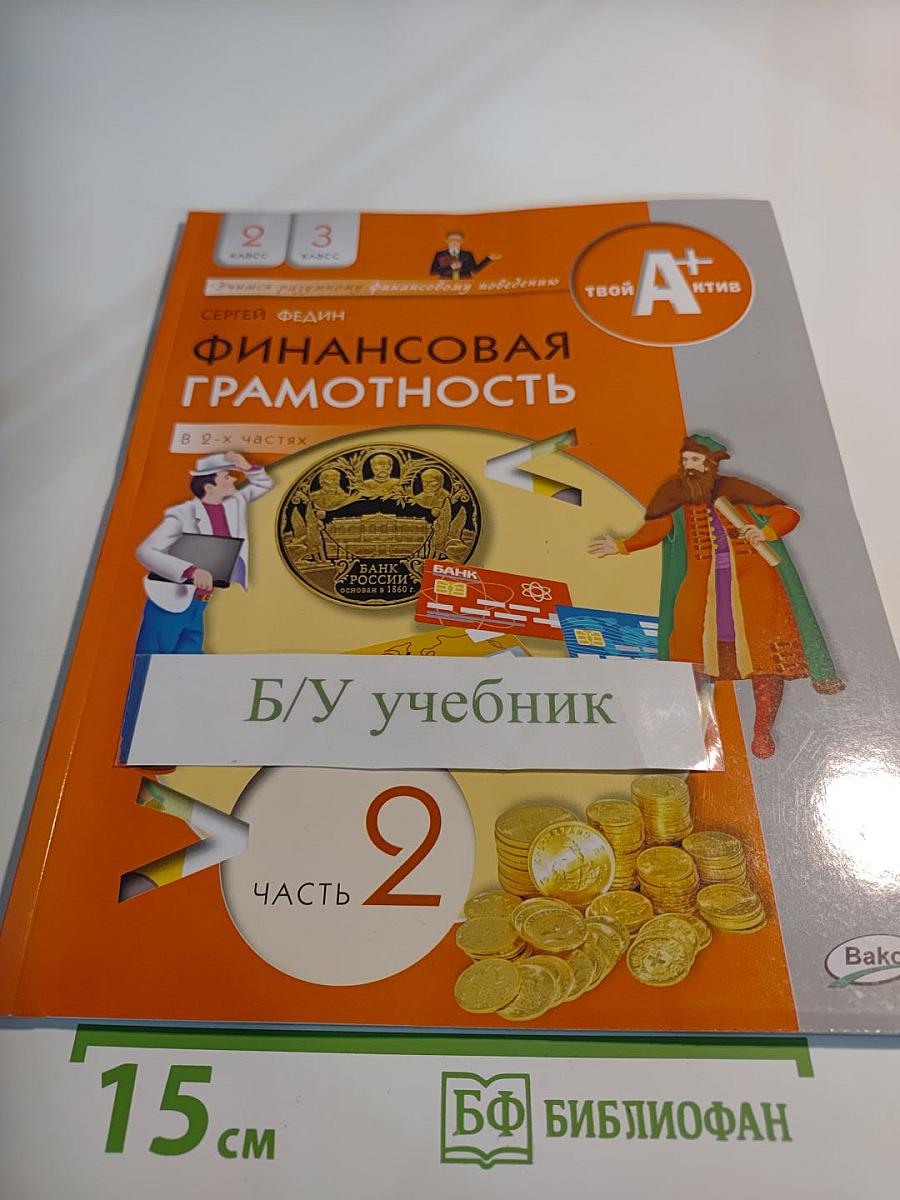 2 3
КЛАСС КЛАСС
Учимся разумному финансовому поведению
ТВОЙ А+КТИВ
СЕРГЕЙ ФЕДИН
ФИНАНСОВАЯ
ГРАМОТНОСТЬ
В 2-х частях
БАНК
РОССИИ
ОСНОВАН В 1860 г.
БАНК
Б/У учебник
ЧАСТЬ 2
Вако
15 см
БФ БИБЛИОФАН